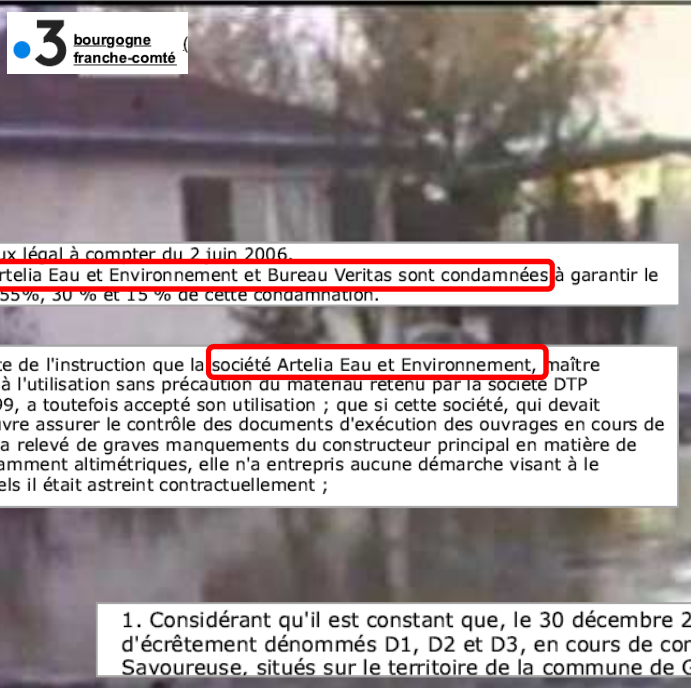 3 bourgogne
franche-comté (
ux légal à compter du 2 juin 2006.
rtelia Eau et Environnement et Bureau Veritas sont condamnées à garantir le
55%, 30 % et 15 % de cette condamnation.
te de l'instruction que la société Artelia Eau et Environnement, maître
à l'utilisation sans précaution du matériau retenu par la société DTP
99, a toutefois accepté son utilisation ; que si cette société, qui devait
vre assurer le contrôle des documents d'exécution des ouvrages en cours de
a relevé de graves manquements du constructeur principal en matière de
amment altimétriques, elle n'a entrepris aucune démarche visant à le
els il était astreint contractuellement ;
1. Considérant qu'il est constant que, le 30 décembre 2
d'écrêtement dénommés D1, D2 et D3, en cours de con
Savoureuse, situés sur le territoire de la commune de G